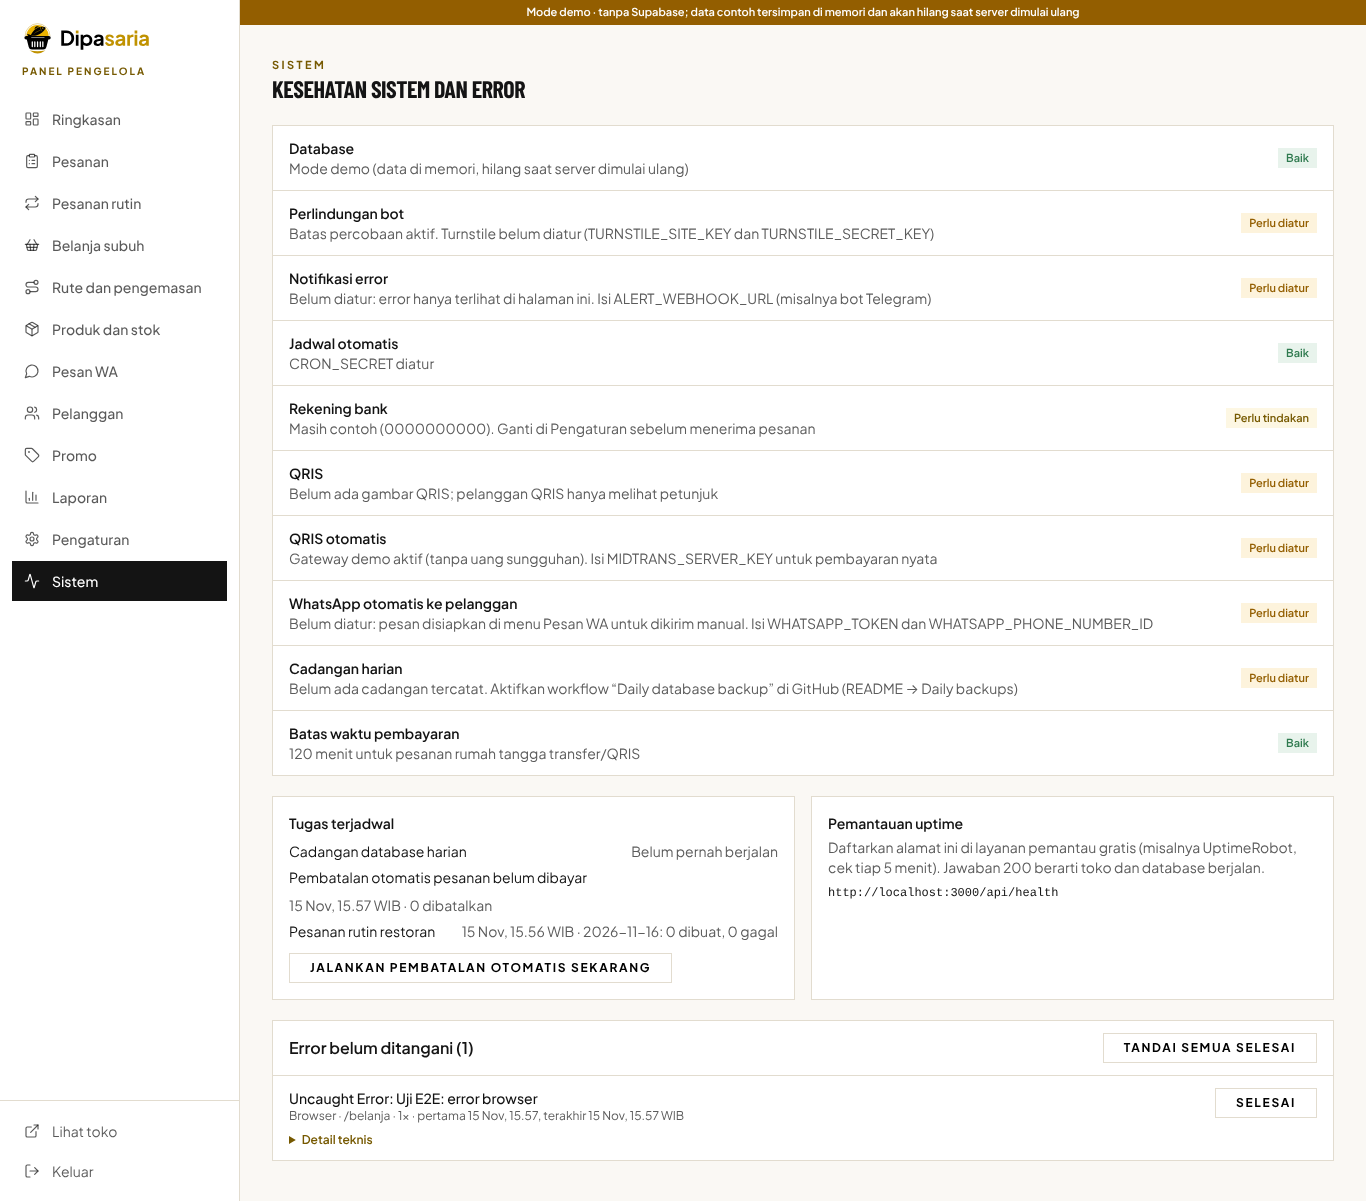 Mode demo · tanpa Supabase; data contoh tersimpan di memori dan akan hilang saat server dimulai ulang
Dipasaria
PANEL PENGELOLA
Ringkasan
Pesanan
Pesanan rutin
Belanja subuh
Rute dan pengemasan
Produk dan stok
Pesan WA
Pelanggan
Promo
Laporan
Pengaturan
Sistem
Lihat toko
Keluar
SISTEM
KESEHATAN SISTEM DAN ERROR
Database
Mode demo (data di memori, hilang saat server dimulai ulang)
Baik
Perlindungan bot
Batas percobaan aktif. Turnstile belum diatur (TURNSTILE_SITE_KEY dan TURNSTILE_SECRET_KEY)
Perlu diatur
Notifikasi error
Belum diatur: error hanya terlihat di halaman ini. Isi ALERT_WEBHOOK_URL (misalnya bot Telegram)
Perlu diatur
Jadwal otomatis
CRON_SECRET diatur
Baik
Rekening bank
Masih contoh (0000000000). Ganti di Pengaturan sebelum menerima pesanan
Perlu tindakan
QRIS
Belum ada gambar QRIS; pelanggan QRIS hanya melihat petunjuk
Perlu diatur
QRIS otomatis
Gateway demo aktif (tanpa uang sungguhan). Isi MIDTRANS_SERVER_KEY untuk pembayaran nyata
Perlu diatur
WhatsApp otomatis ke pelanggan
Belum diatur: pesan disiapkan di menu Pesan WA untuk dikirim manual. Isi WHATSAPP_TOKEN dan WHATSAPP_PHONE_NUMBER_ID
Perlu diatur
Cadangan harian
Belum ada cadangan tercatat. Aktifkan workflow “Daily database backup” di GitHub (README → Daily backups)
Perlu diatur
Batas waktu pembayaran
120 menit untuk pesanan rumah tangga transfer/QRIS
Baik
Tugas terjadwal
Cadangan database harian Belum pernah berjalan
Pembatalan otomatis pesanan belum dibayar
15 Nov, 15.57 WIB · 0 dibatalkan
Pesanan rutin restoran 15 Nov, 15.56 WIB · 2026-11-16: 0 dibuat, 0 gagal
JALANKAN PEMBATALAN OTOMATIS SEKARANG
Pemantauan uptime
Daftarkan alamat ini di layanan pemantau gratis (misalnya UptimeRobot,
cek tiap 5 menit). Jawaban 200 berarti toko dan database berjalan.
http://localhost:3000/api/health
Error belum ditangani (1)
TANDAI SEMUA SELESAI
Uncaught Error: Uji E2E: error browser
Browser · /belanja · 1× · pertama 15 Nov, 15.57, terakhir 15 Nov, 15.57 WIB
SELESAI
Detail teknis